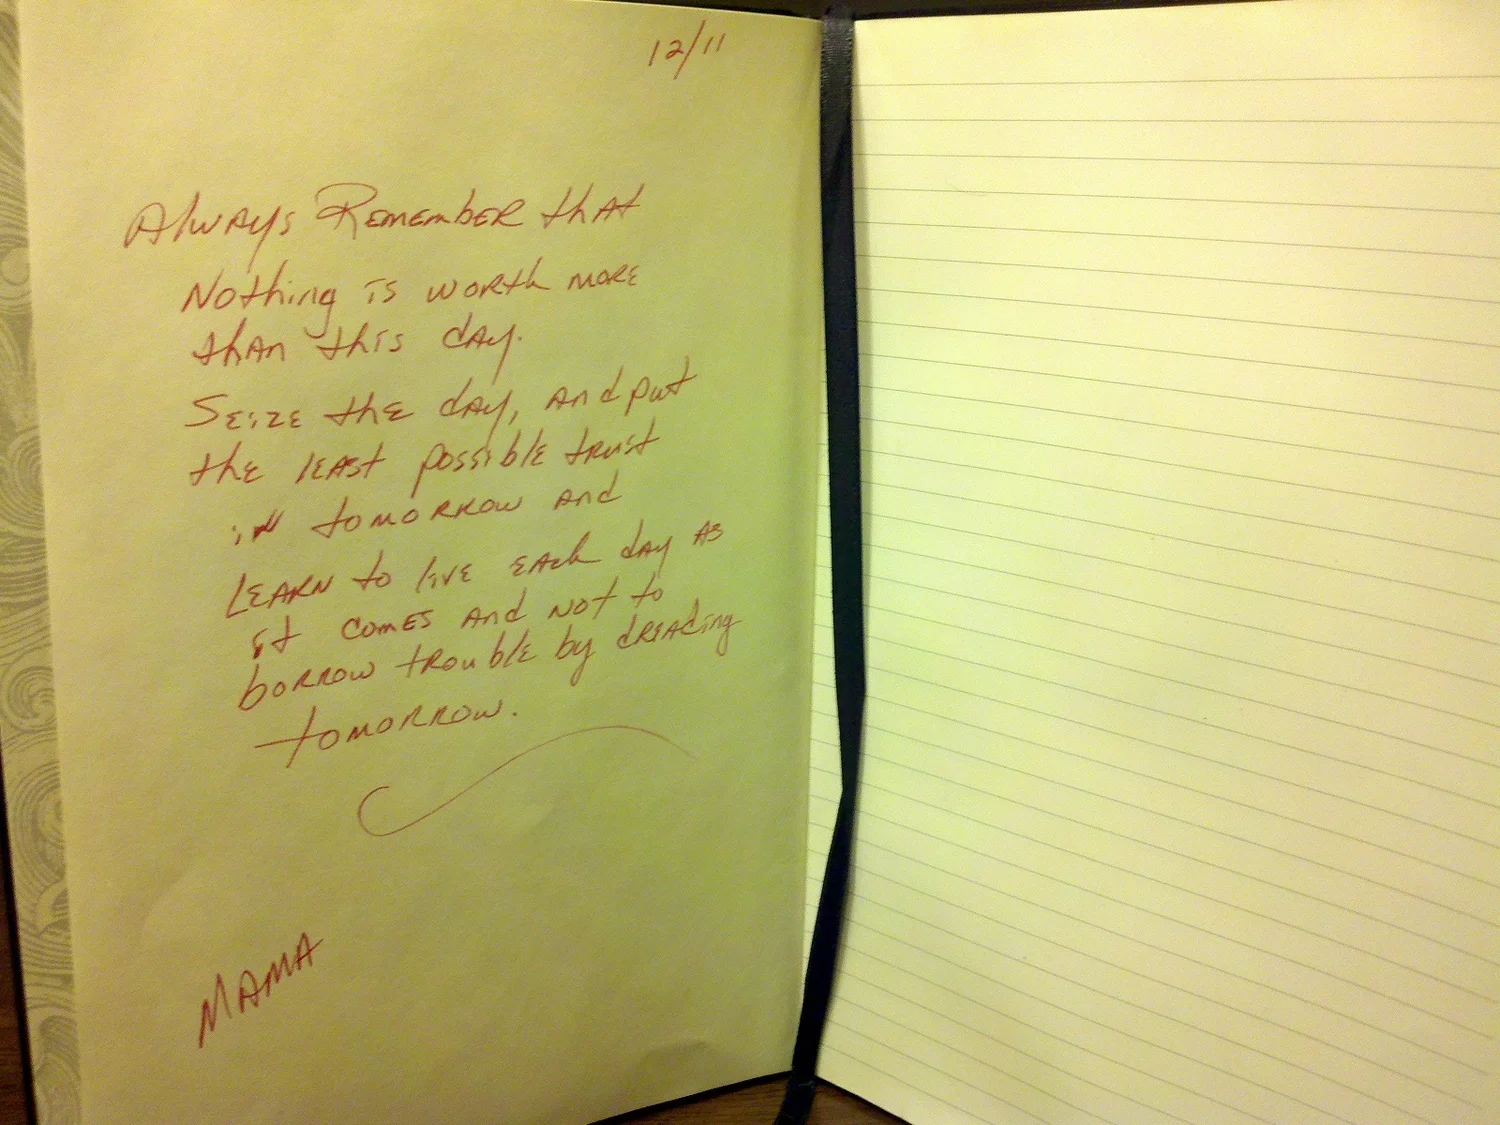 12/11
Always Remember that
Nothing is worth more
than this day.
Seize the day, and put
the least possible trust
in tomorrow and
learn to live each day as
it comes and not to
borrow trouble by dreading
tomorrow.
MAMA